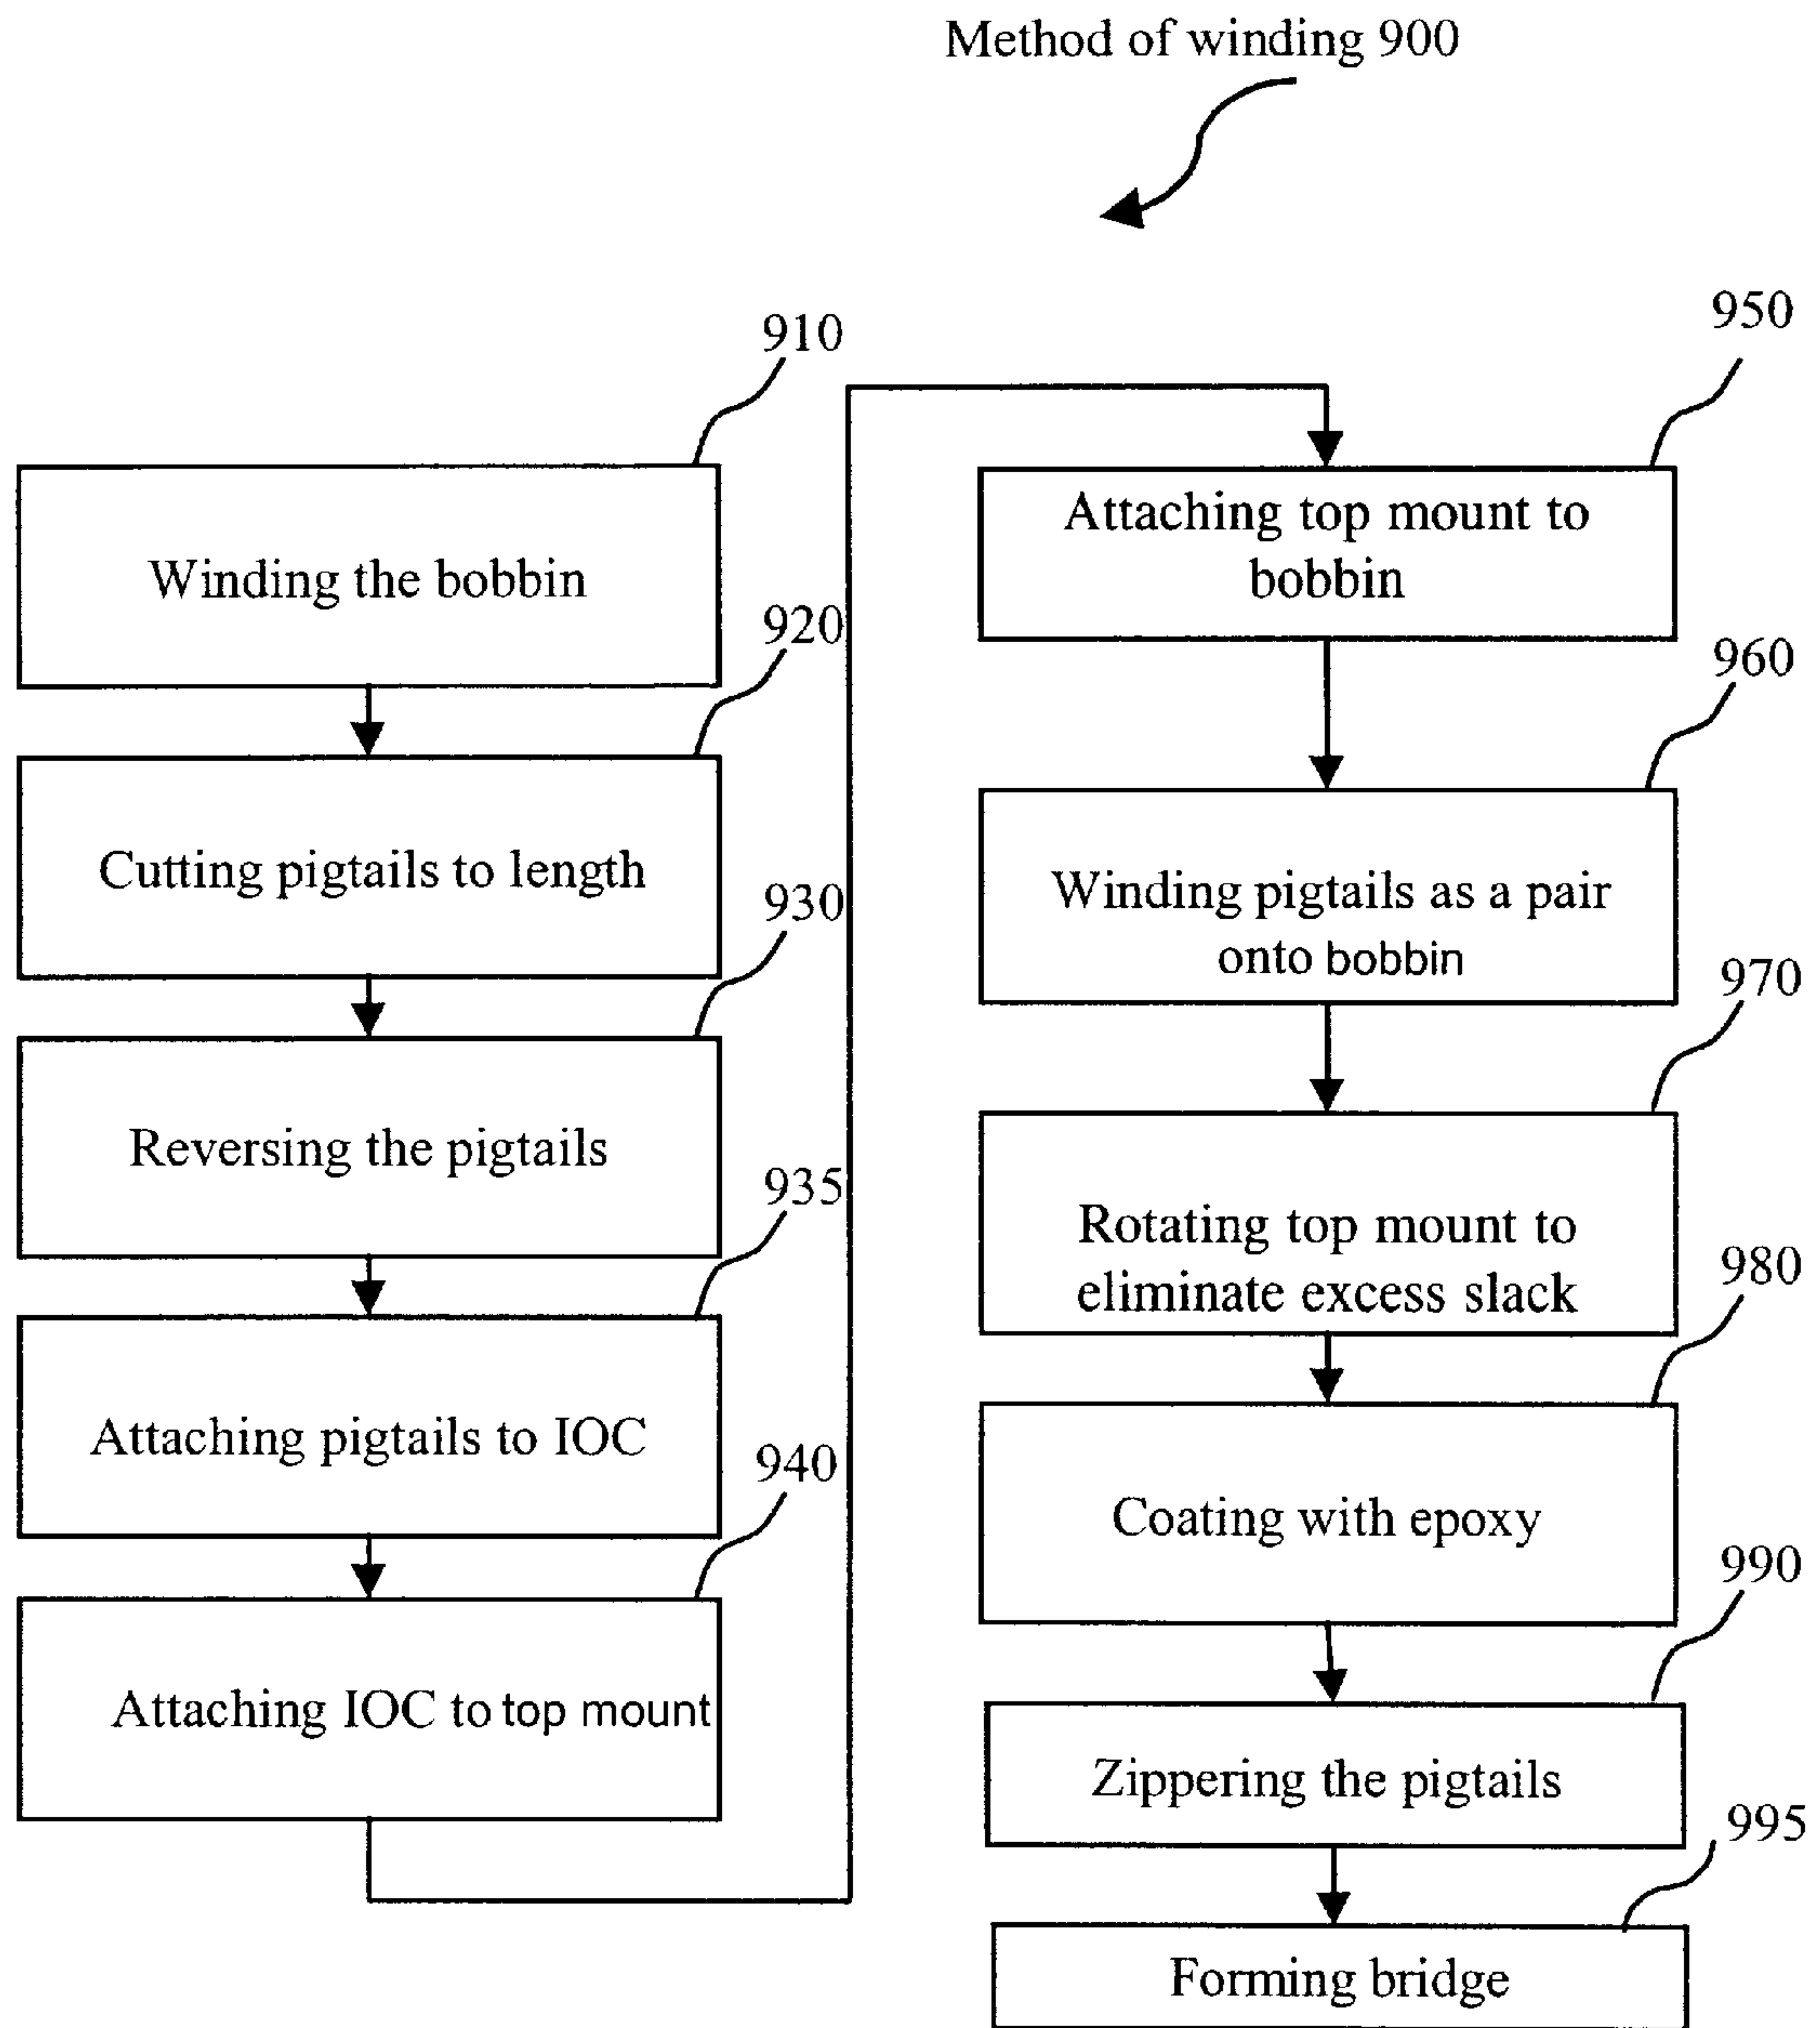 Method of winding 900
910
Winding the bobbin
920
Cutting pigtails to length
930
Reversing the pigtails
935
Attaching pigtails to IOC
940
Attaching IOC to top mount
950
Attaching top mount to
bobbin
960
Winding pigtails as a pair
onto bobbin
970
Rotating top mount to
eliminate excess slack
980
Coating with epoxy
990
Zippering the pigtails
995
Forming bridge